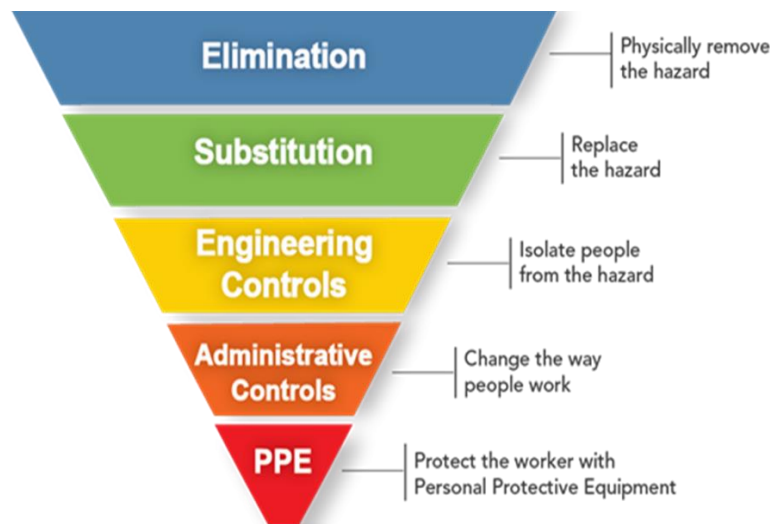 Elimination
Physically remove
the hazard
Substitution
Replace
the hazard
Engineering
Controls
Isolate people
from the hazard
Administrative
Controls
Change the way
people work
PPE
Protect the worker with
Personal Protective Equipment